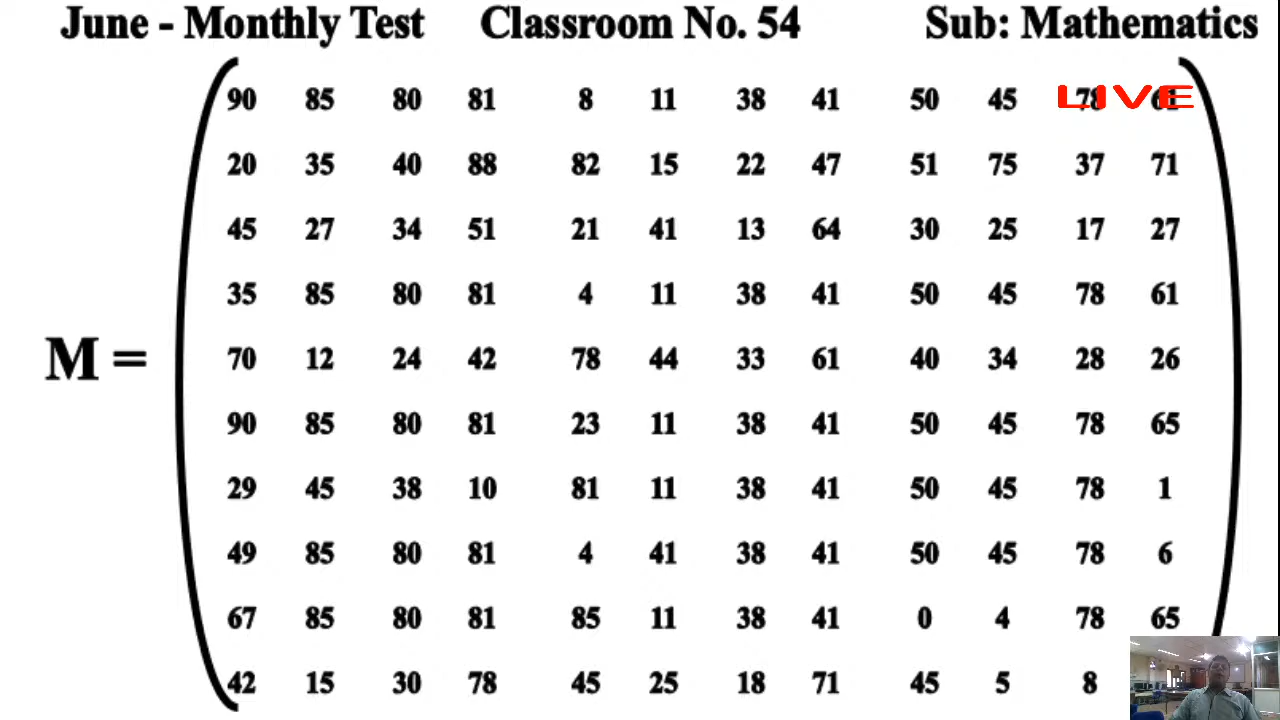 June - Monthly Test Classroom No. 54 Sub: Mathematics
90 85 80 81 8 11 38 41 50 45 78 61
LIVE
20 35 40 88 82 15 22 47 51 75 37 71
45 27 34 51 21 41 13 64 30 25 17 27
35 85 80 81 4 11 38 41 50 45 78 61
M = 70 12 24 42 78 44 33 61 40 34 28 26
90 85 80 81 23 11 38 41 50 45 78 65
29 45 38 10 81 11 38 41 50 45 78 1
49 85 80 81 4 41 38 41 50 45 78 6
67 85 80 81 85 11 38 41 0 4 78 65
42 15 30 78 45 25 18 71 45 5 8